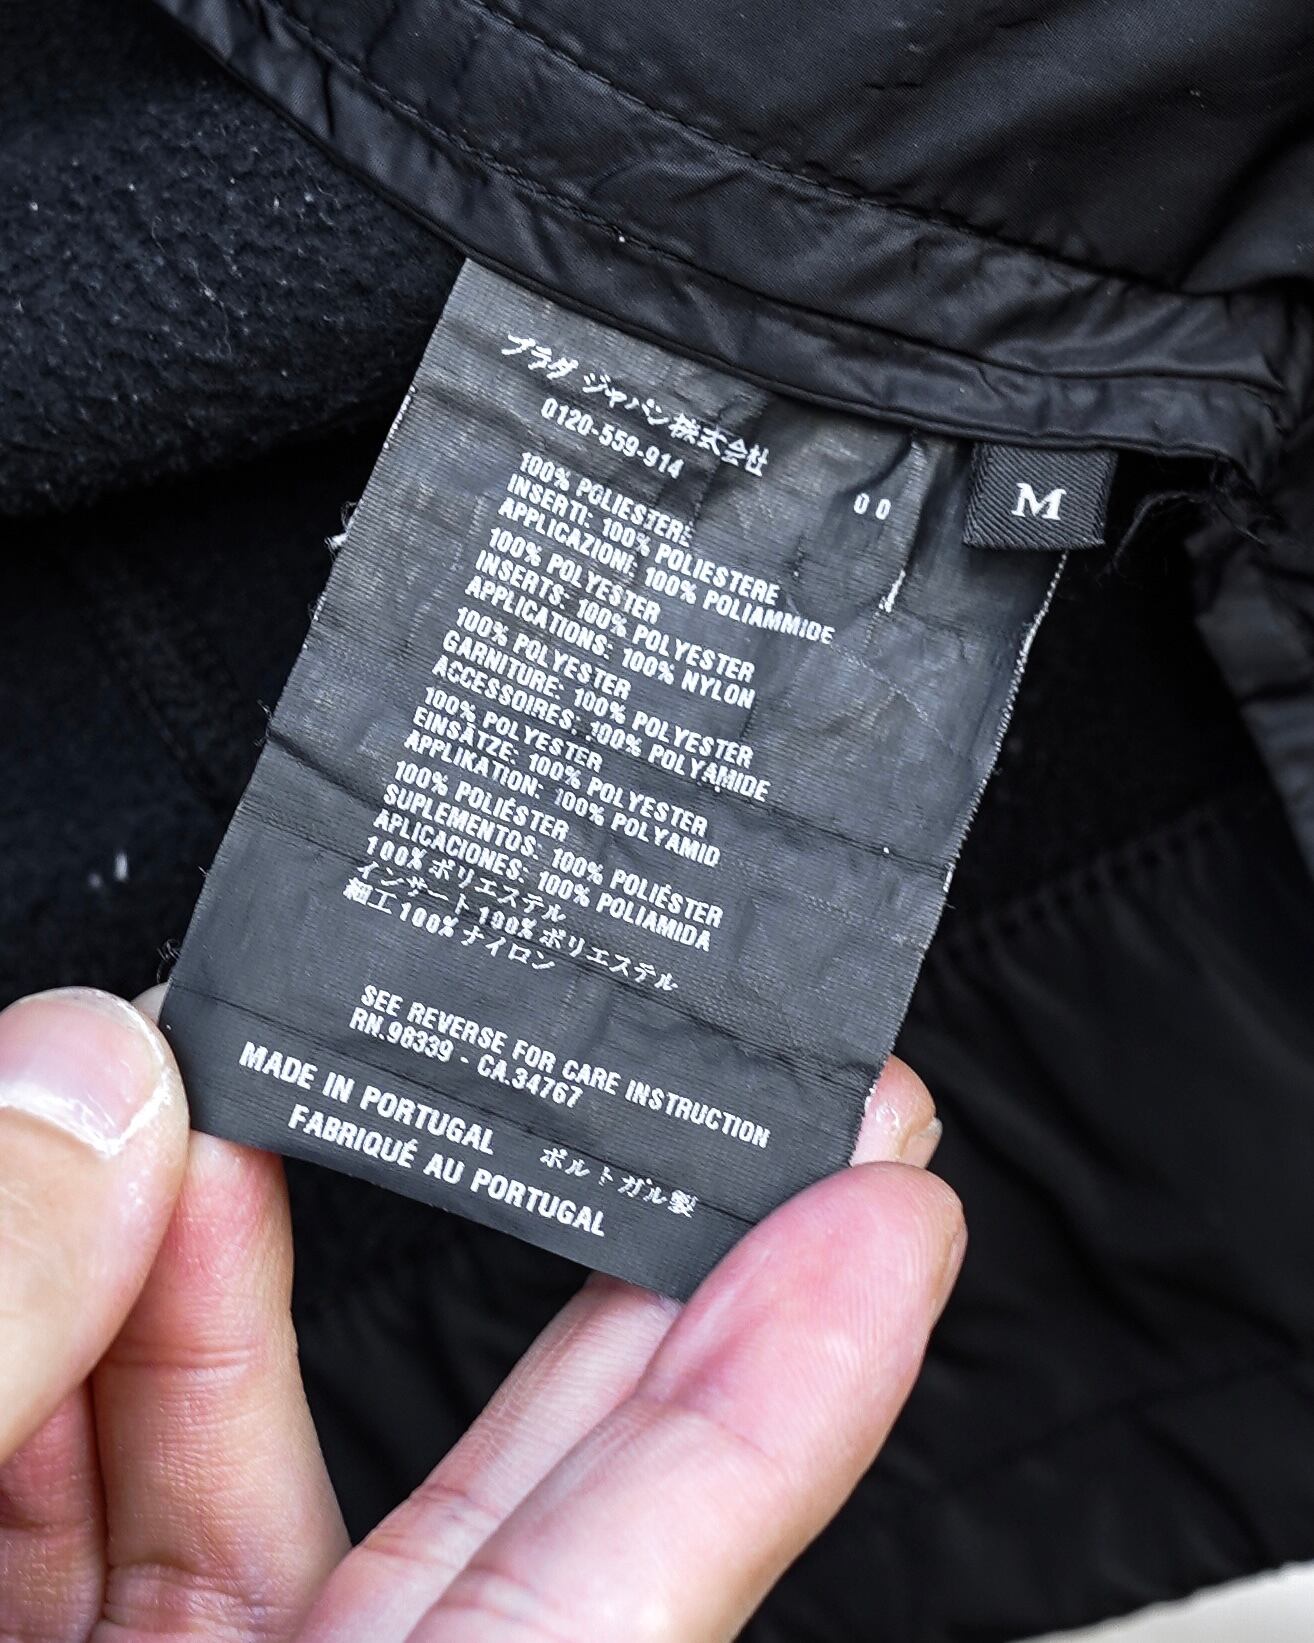 プラダ ジャパン株式会社
0120-559-914
0 0
M
100% POLIESTERE
INSERTI: 100% POLIESTERE
APPLICAZIONI: 100% POLIAMMIDE
100% POLYESTER
INSERTS: 100% POLYESTER
APPLICATIONS: 100% NYLON
100% POLYESTER
GARNITURE: 100% POLYESTER
ACCESSOIRES: 100% POLYAMIDE
100% POLYESTER
EINSÄTZE: 100% POLYESTER
APPLIKATION: 100% POLYAMID
100% POLIÉSTER
SUPLEMENTOS: 100% POLIÉSTER
APLICACIONES: 100% POLIAMIDA
100% ポリエステル
インサート 100% ポリエステル
細工 100% ナイロン
SEE REVERSE FOR CARE INSTRUCTION
RN.98339 - CA.34767
MADE IN PORTUGAL ポルトガル製
FABRIQUÉ AU PORTUGAL